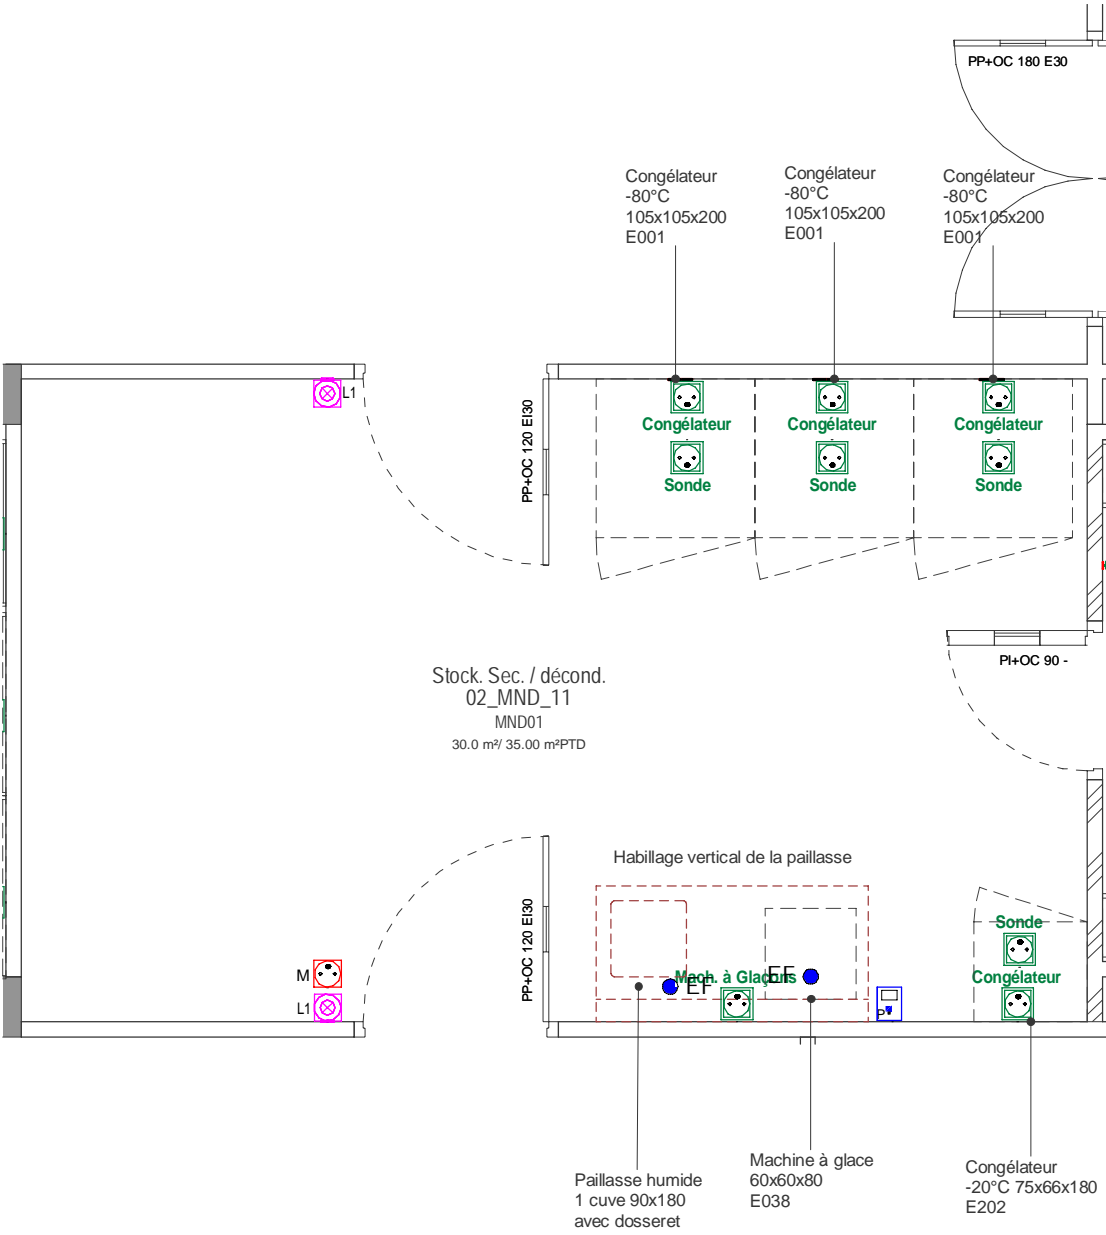 PP+OC 180 E30
Congélateur
-80°C
105x105x200
E001
Congélateur
-80°C
105x105x200
E001
Congélateur
-80°C
105x105x200
E001
L1
PP+OC 120 EI30
Congélateur
Congélateur
Congélateur
Sonde
Sonde
Sonde
PI+OC 90 -
Stock. Sec. / décond.
02_MND_11
MND01
30.0 m²/ 35.00 m²PTD
Habillage vertical de la paillasse
PP+OC 120 EI30
Sonde
Congélateur
Mach. à Glaçons
EF
EF
M
L1
P
Paillasse humide
1 cuve 90x180
avec dosseret
Machine à glace
60x60x80
E038
Congélateur
-20°C 75x66x180
E202